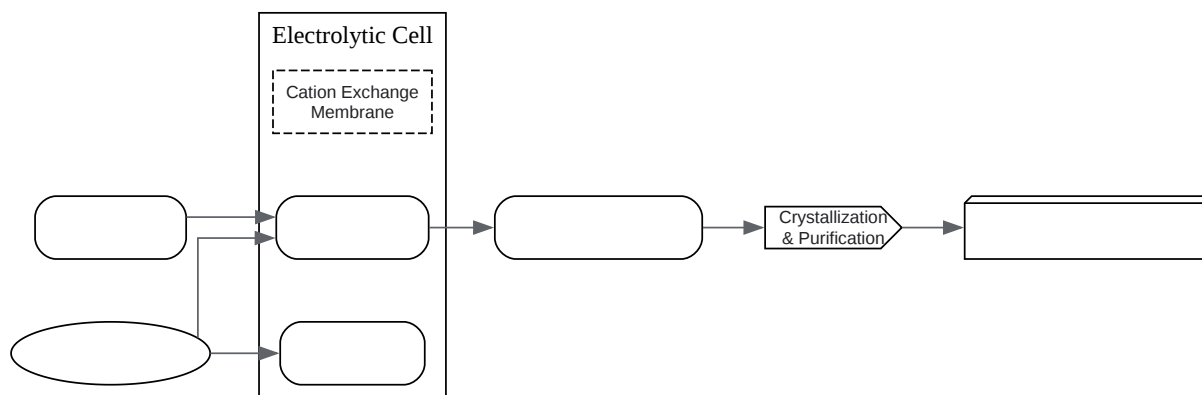 Electrolytic Cell
Cation Exchange
Membrane
Crystallization
& Purification